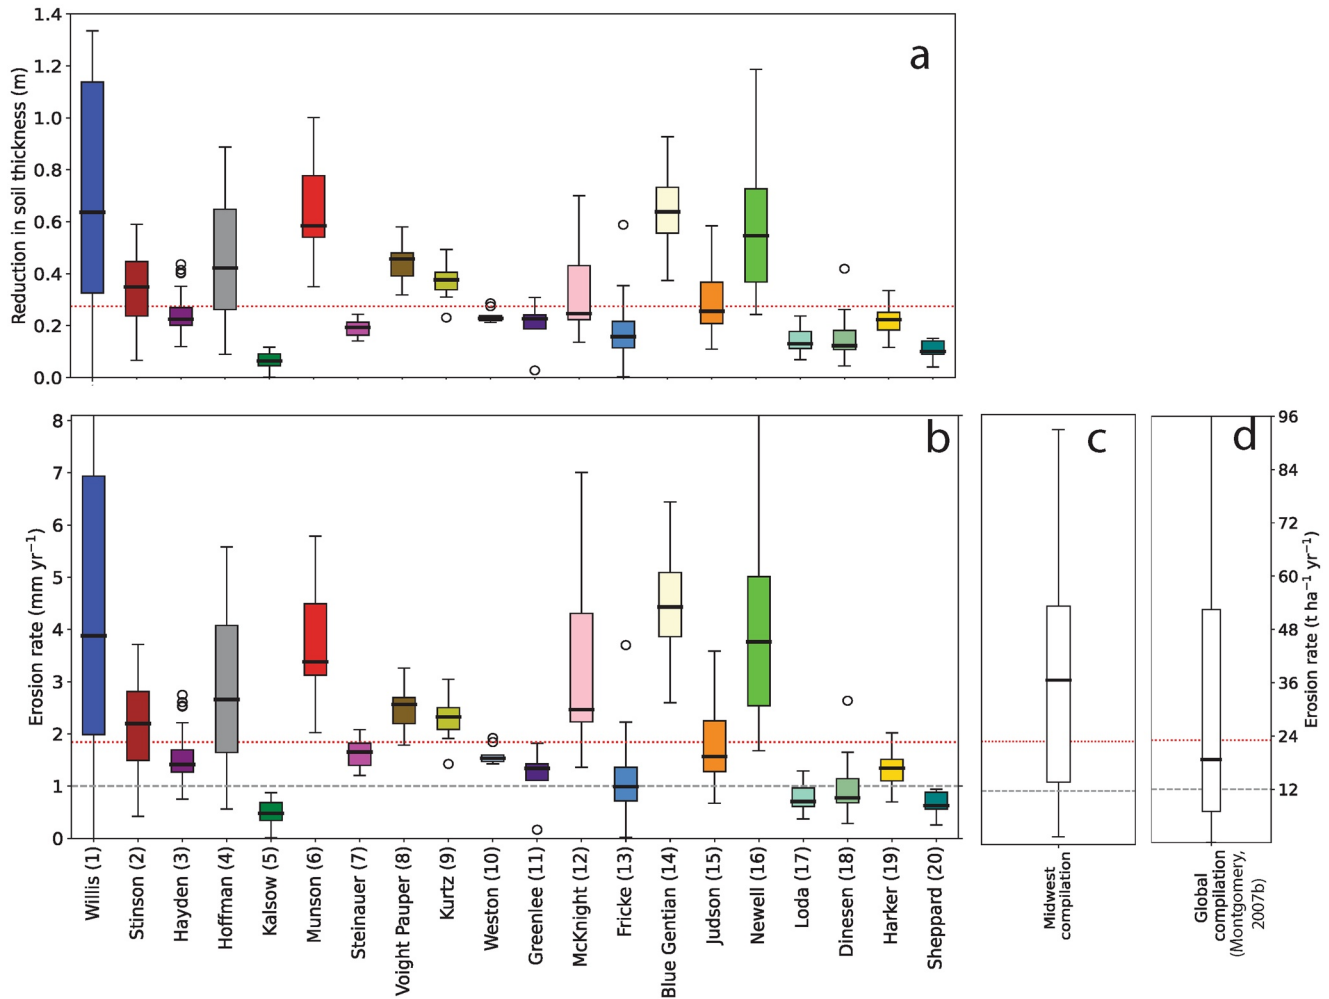 a
Reduction in soil thickness (m)
1.4
1.2
1.0
0.8
0.6
0.4
0.2
0.0
b
Erosion rate (mm yr⁻¹)
8
7
6
5
4
3
2
1
0
Willis (1)
Stinson (2)
Hayden (3)
Hoffman (4)
Kalsow (5)
Munson (6)
Steinauer (7)
Voight Pauper (8)
Kurtz (9)
Weston (10)
Greenlee (11)
McKnight (12)
Fricke (13)
Blue Gentian (14)
Judson (15)
Newell (16)
Loda (17)
Dinesen (18)
Harker (19)
Sheppard (20)
c
Midwest
compilation
d
96
84
72
60
48
36
24
12
Erosion rate (t ha⁻¹ yr⁻¹)
Global
compilation
(Montgomery,
2007b)